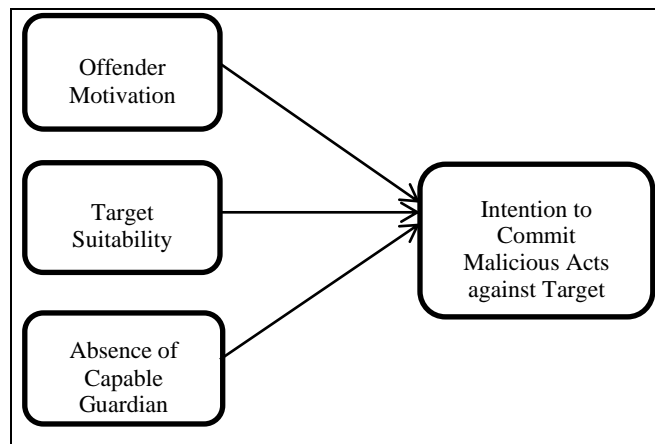 Offender
Motivation
Target
Suitability
Absence of
Capable
Guardian
Intention to
Commit
Malicious Acts
against Target